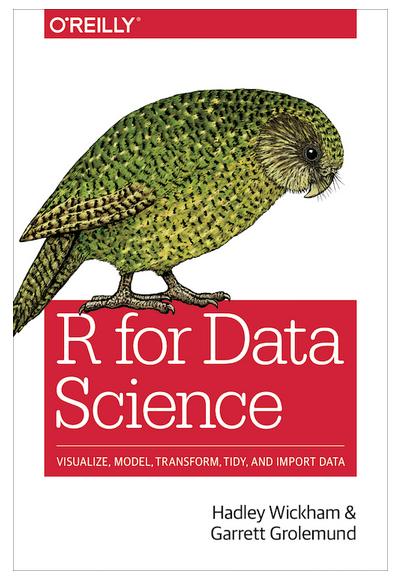 O'REILLY®
R for Data
Science
VISUALIZE, MODEL, TRANSFORM, TIDY, AND IMPORT DATA
Hadley Wickham &
Garrett Grolemund